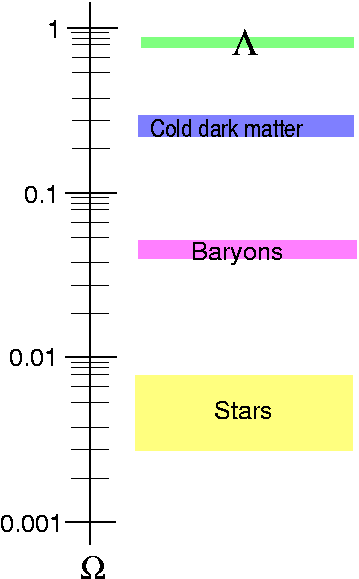 1
Λ
Cold dark matter
0.1
Baryons
0.01
Stars
0.001
Ω